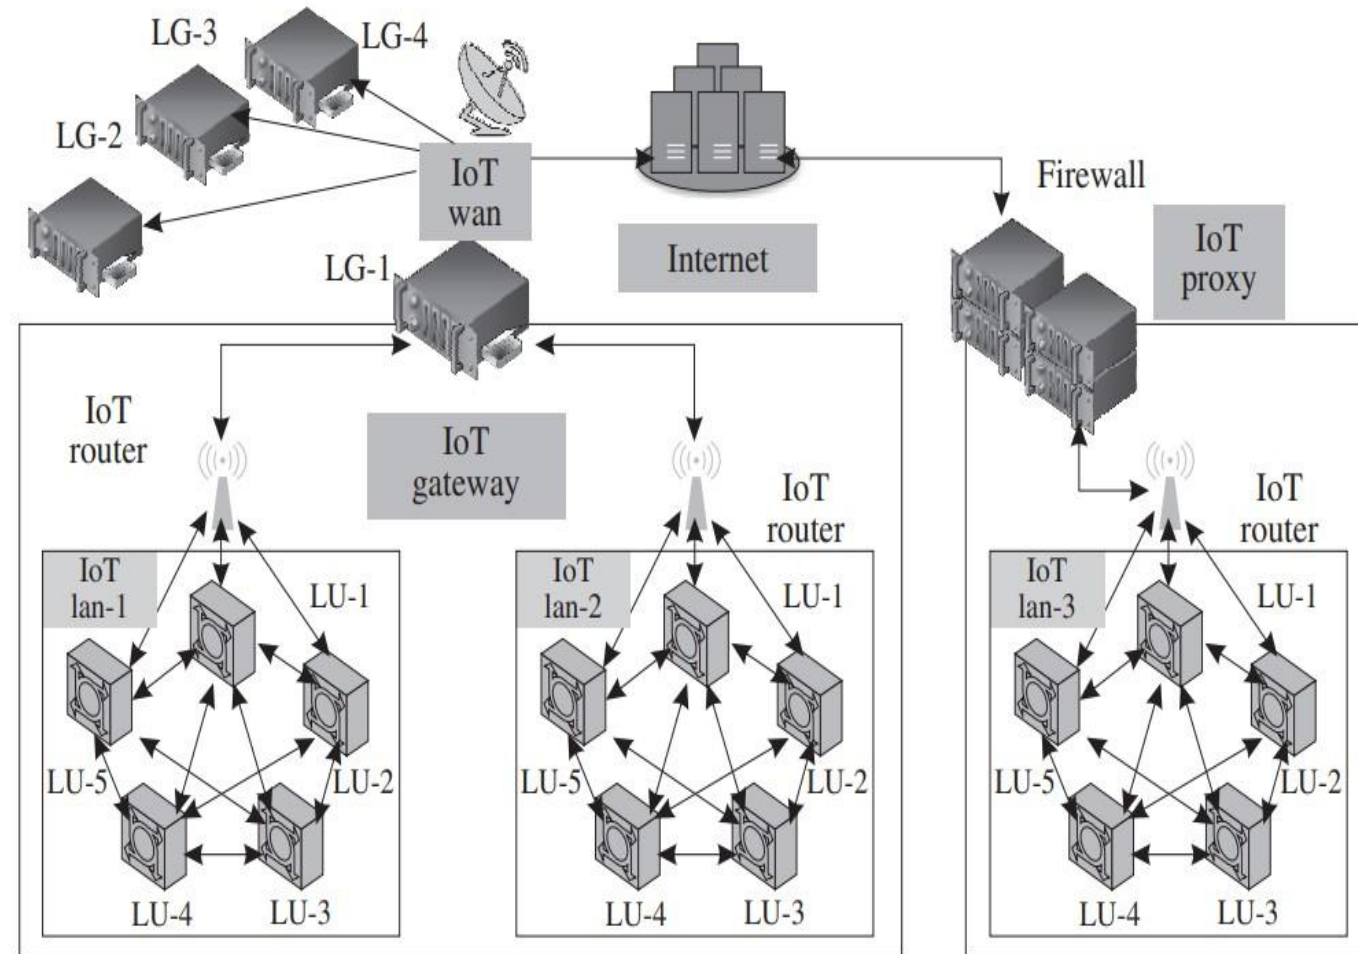 LG-3
LG-4
LG-2
IoT
wan
Firewall
IoT
proxy
Internet
LG-1
IoT
router
IoT
gateway
IoT
router
IoT
router
IoT
lan-1
LU-1
LU-5
LU-2
LU-4
LU-3
IoT
lan-2
LU-1
LU-5
LU-2
LU-4
LU-3
IoT
lan-3
LU-1
LU-5
LU-2
LU-4
LU-3